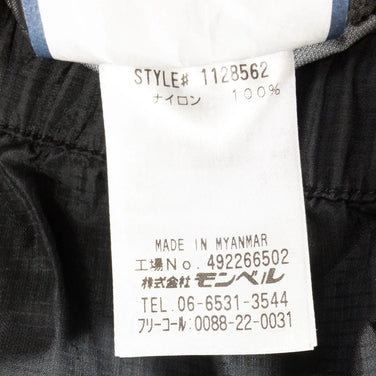 STYLE# 1128562
ナイロン 100%
MADE IN MYANMAR
工場No. 492266502
株式会社 モンベル
TEL. 06-6531-3544
フリーコール:0088-22-0031